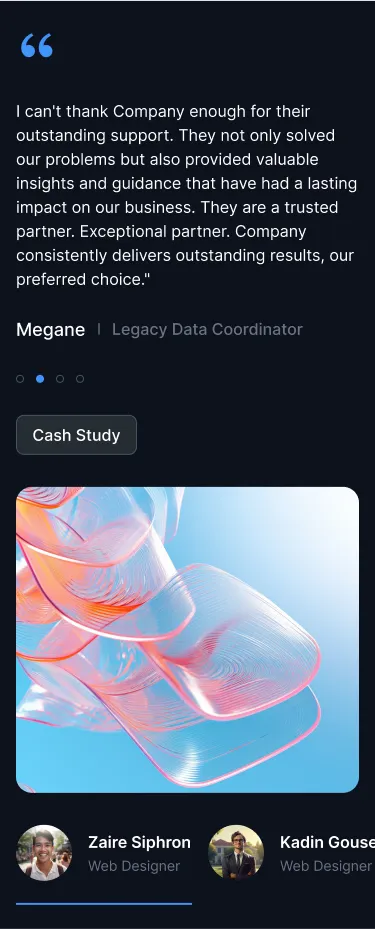 “
I can't thank Company enough for their
outstanding support. They not only solved
our problems but also provided valuable
insights and guidance that have had a lasting
impact on our business. They are a trusted
partner. Exceptional partner. Company
consistently delivers outstanding results, our
preferred choice."
Megane | Legacy Data Coordinator
Cash Study
Zaire Siphron Kadin Gouse
Web Designer Web Designer